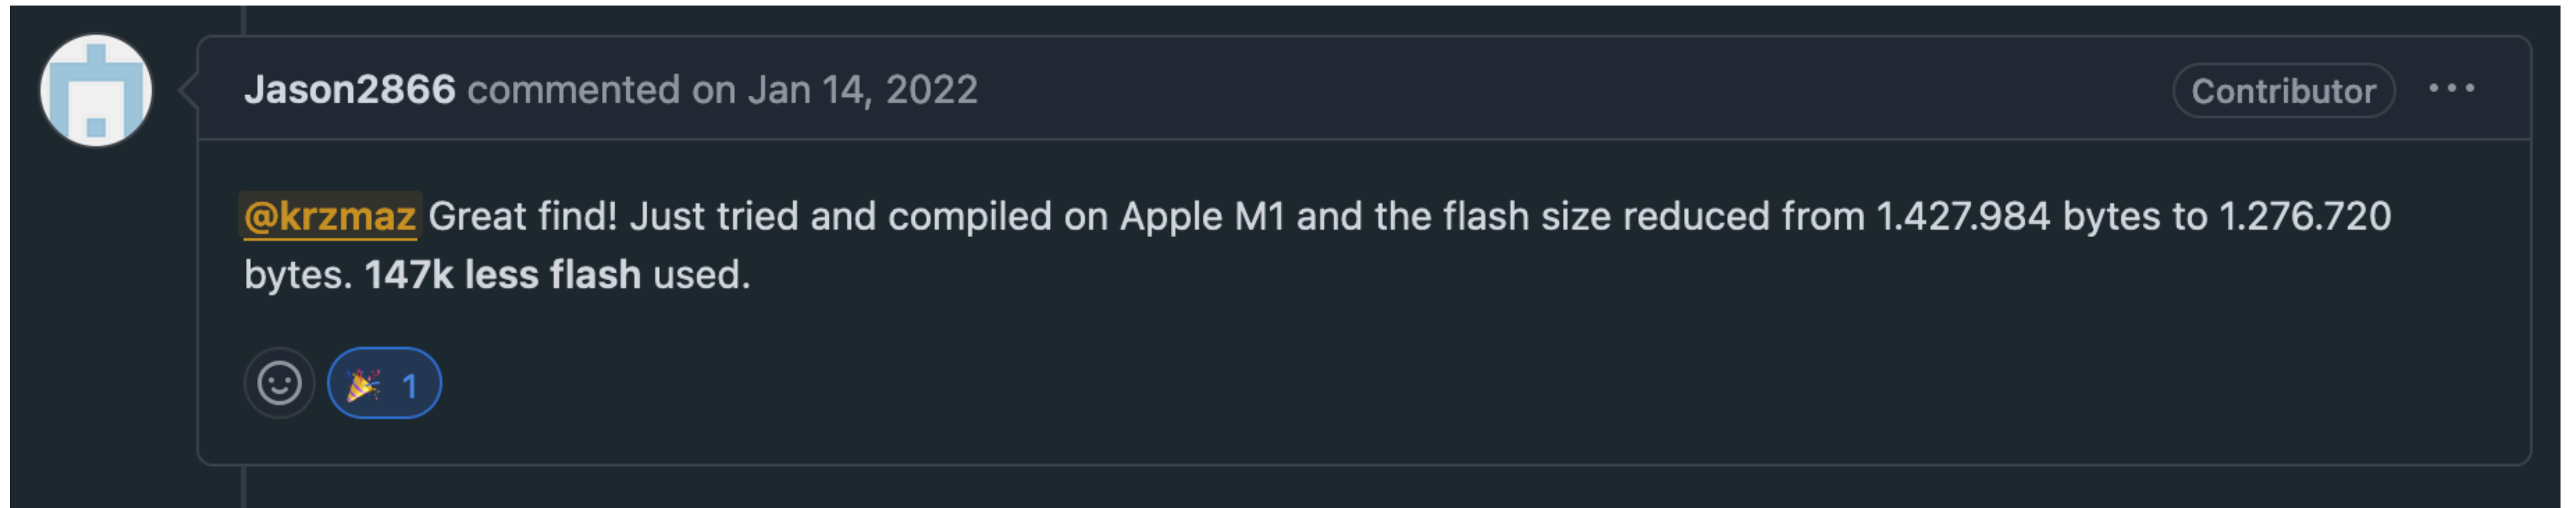 Jason2866 commented on Jan 14, 2022 Contributor ...
@krzmaz Great find! Just tried and compiled on Apple M1 and the flash size reduced from 1.427.984 bytes to 1.276.720
bytes. 147k less flash used.
1